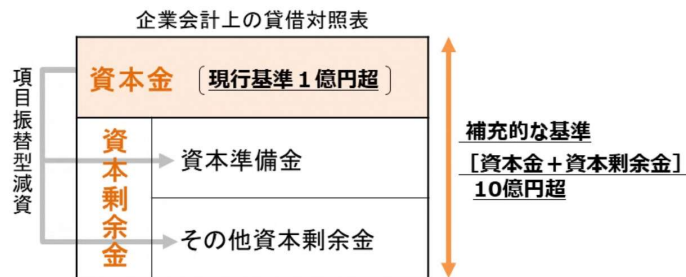 企業会計上の貸借対照表
項目振替型減資
資本金 〔現行基準1億円超〕
資本剰余金
資本準備金
その他資本剰余金
補充的な基準
[資本金+資本剰余金]
10億円超